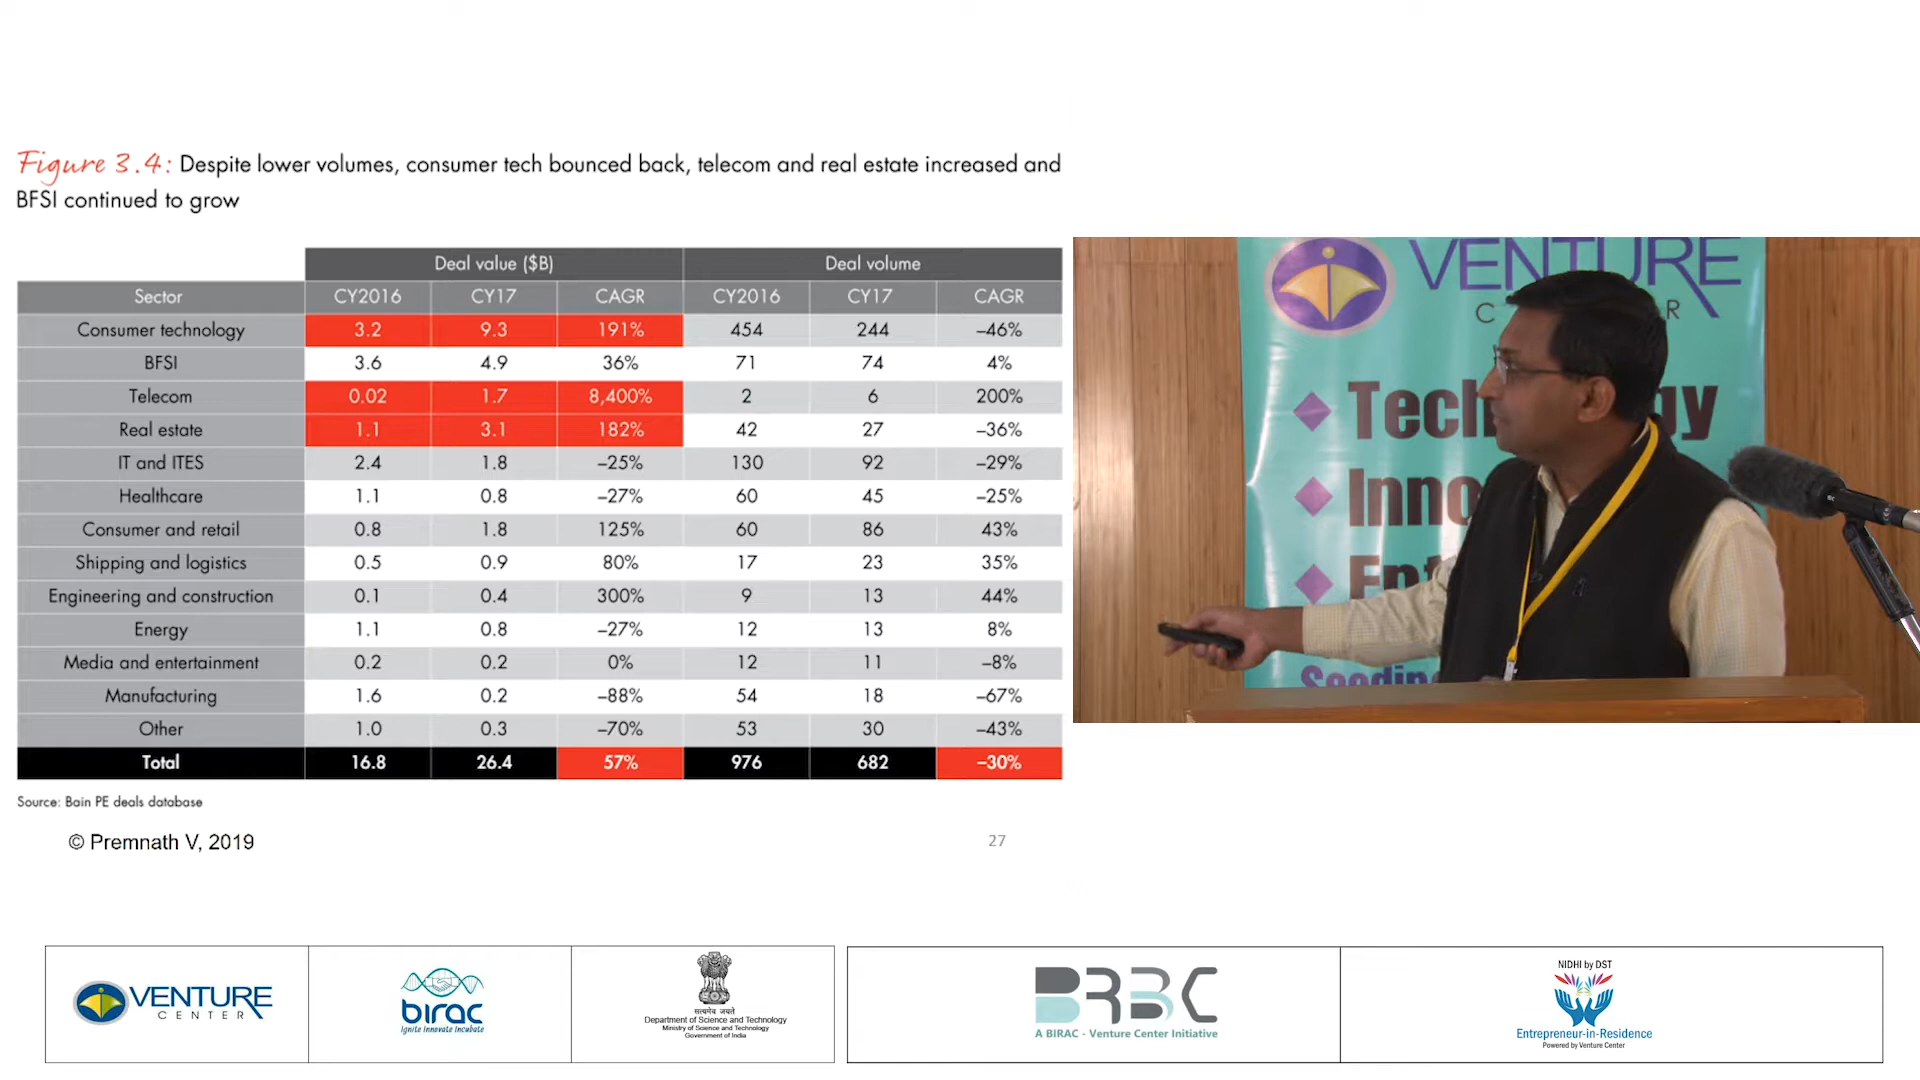 Figure 3.4: Despite lower volumes, consumer tech bounced back, telecom and real estate increased and
BFSI continued to grow
Deal value ($B) Deal volume
Sector CY2016 CY17 CAGR CY2016 CY17 CAGR
Consumer technology 3.2 9.3 191% 454 244 –46%
BFSI 3.6 4.9 36% 71 74 4%
Telecom 0.02 1.7 8,400% 2 6 200%
Real estate 1.1 3.1 182% 42 27 –36%
IT and ITES 2.4 1.8 –25% 130 92 –29%
Healthcare 1.1 0.8 –27% 60 45 –25%
Consumer and retail 0.8 1.8 125% 60 86 43%
Shipping and logistics 0.5 0.9 80% 17 23 35%
Engineering and construction 0.1 0.4 300% 9 13 44%
Energy 1.1 0.8 –27% 12 13 8%
Media and entertainment 0.2 0.2 0% 12 11 –8%
Manufacturing 1.6 0.2 –88% 54 18 –67%
Other 1.0 0.3 –70% 53 30 –43%
Total 16.8 26.4 57% 976 682 –30%
Source: Bain PE deals database
© Premnath V, 2019
27
VENTURE
VENTURE
CENTER
birac
Ignite Innovate Incubate
सत्यमेव जयते
Department of Science and Technology
Ministry of Science and Technology
Government of India
BRBC
A BIRAC - Venture Center Initiative
NIDHI by DST
Entrepreneur-in-Residence
Powered by Venture Center